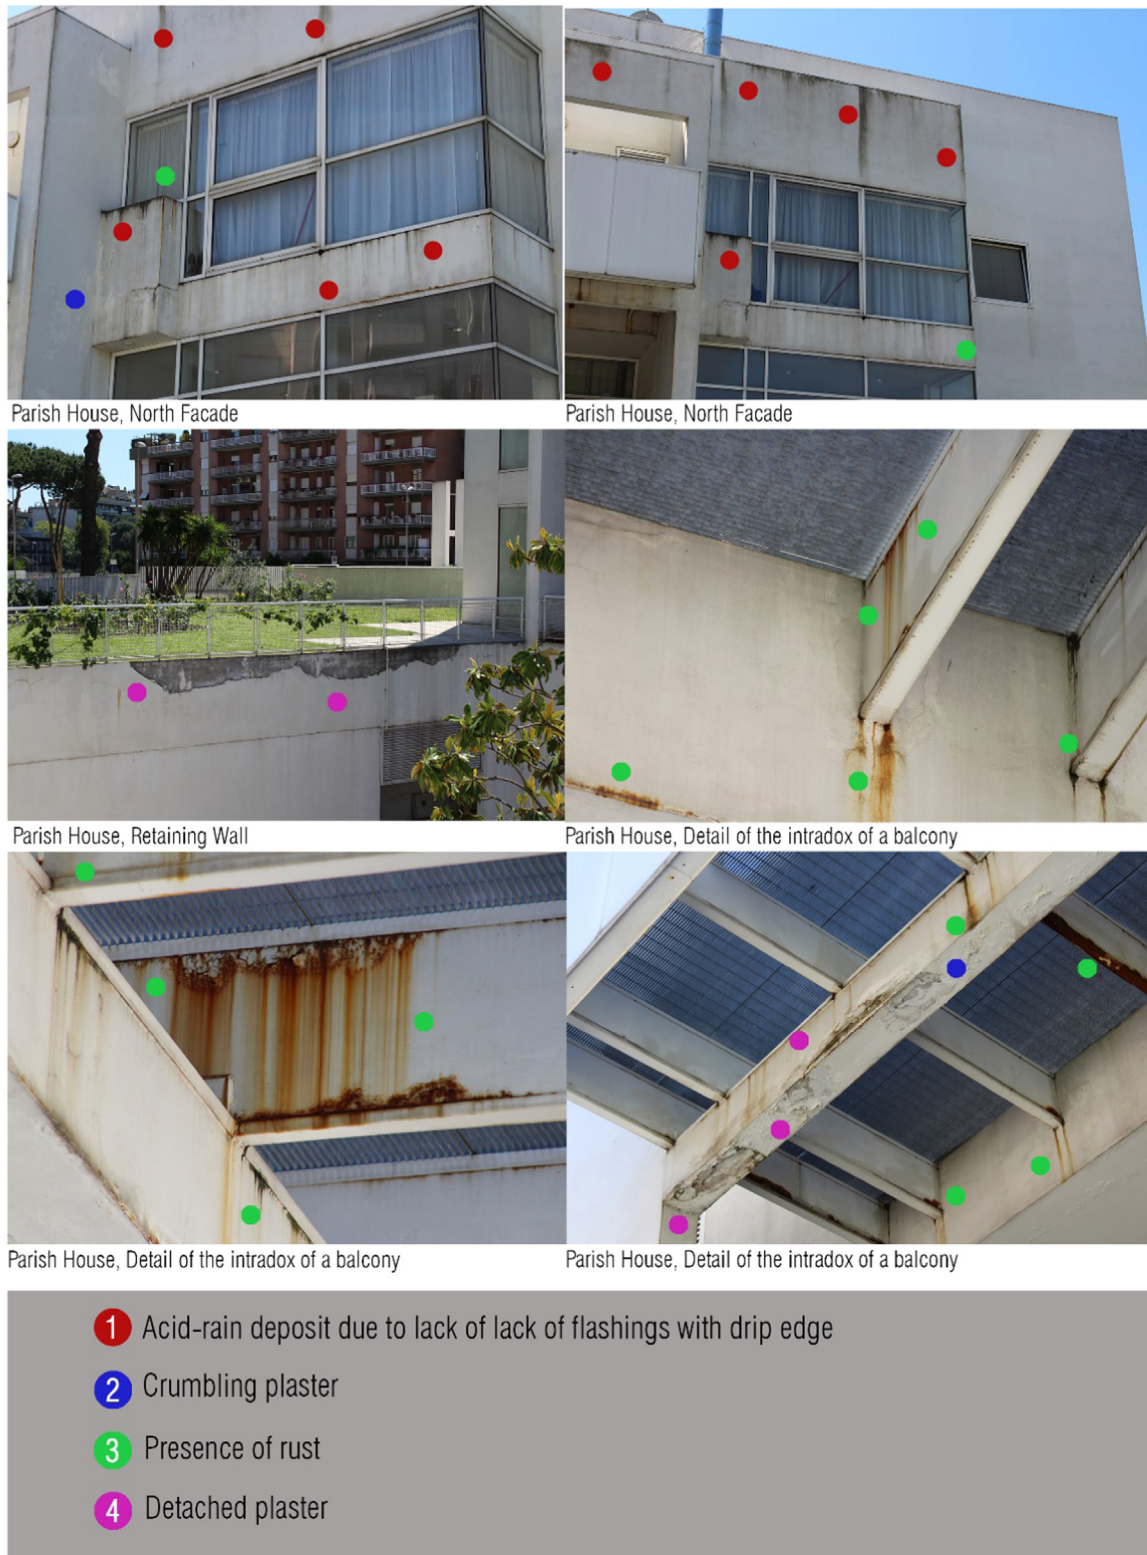 Parish House, North Facade
Parish House, North Facade
Parish House, Retaining Wall
Parish House, Detail of the intradox of a balcony
Parish House, Detail of the intradox of a balcony
Parish House, Detail of the intradox of a balcony
1 Acid-rain deposit due to lack of lack of flashings with drip edge
2 Crumbling plaster
3 Presence of rust
4 Detached plaster